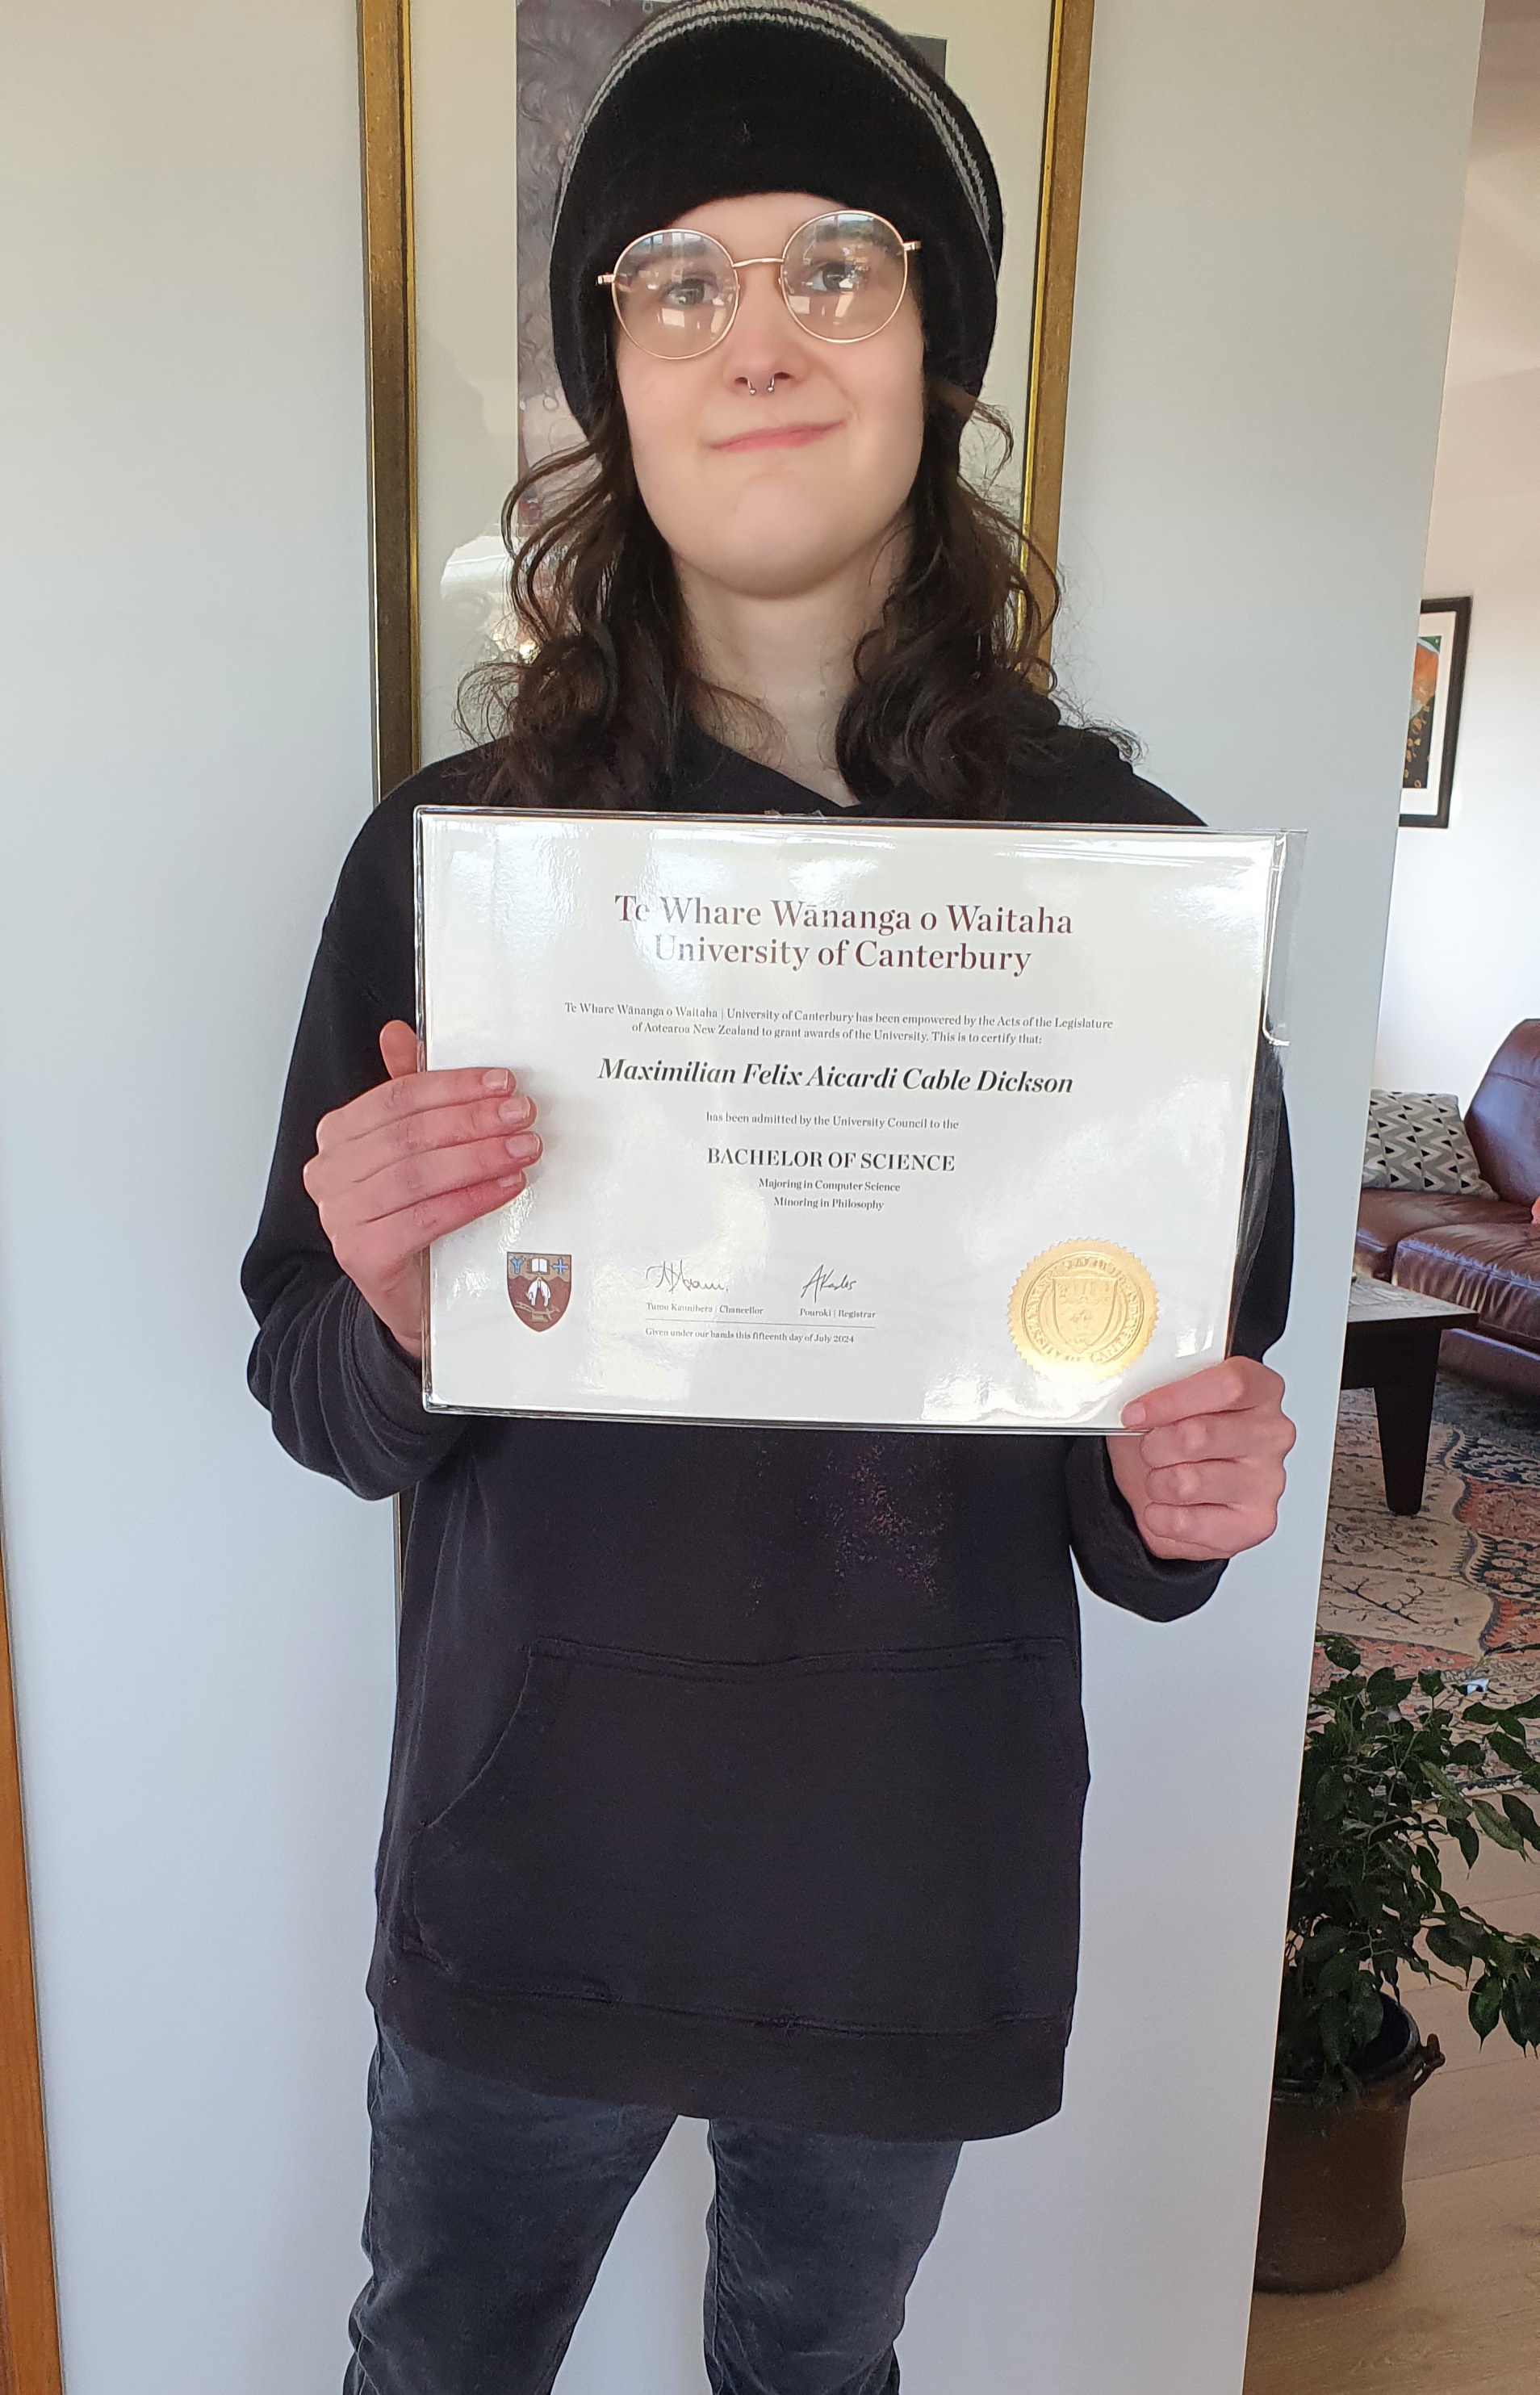 Te Whare Wānanga o Waitaha
University of Canterbury
Te Whare Wānanga o Waitaha | University of Canterbury has been empowered by the Acts of the Legislature
of Aotearoa New Zealand to grant awards of the University. This is to certify that:
Maximilian Felix Aicardi Cable Dickson
has been admitted by the University Council to the
BACHELOR OF SCIENCE
Majoring in Computer Science
Minoring in Philosophy
Tumu Kaunihera | Chancellor
Pouroki | Registrar
Given under our hands this fifteenth day of July 2024